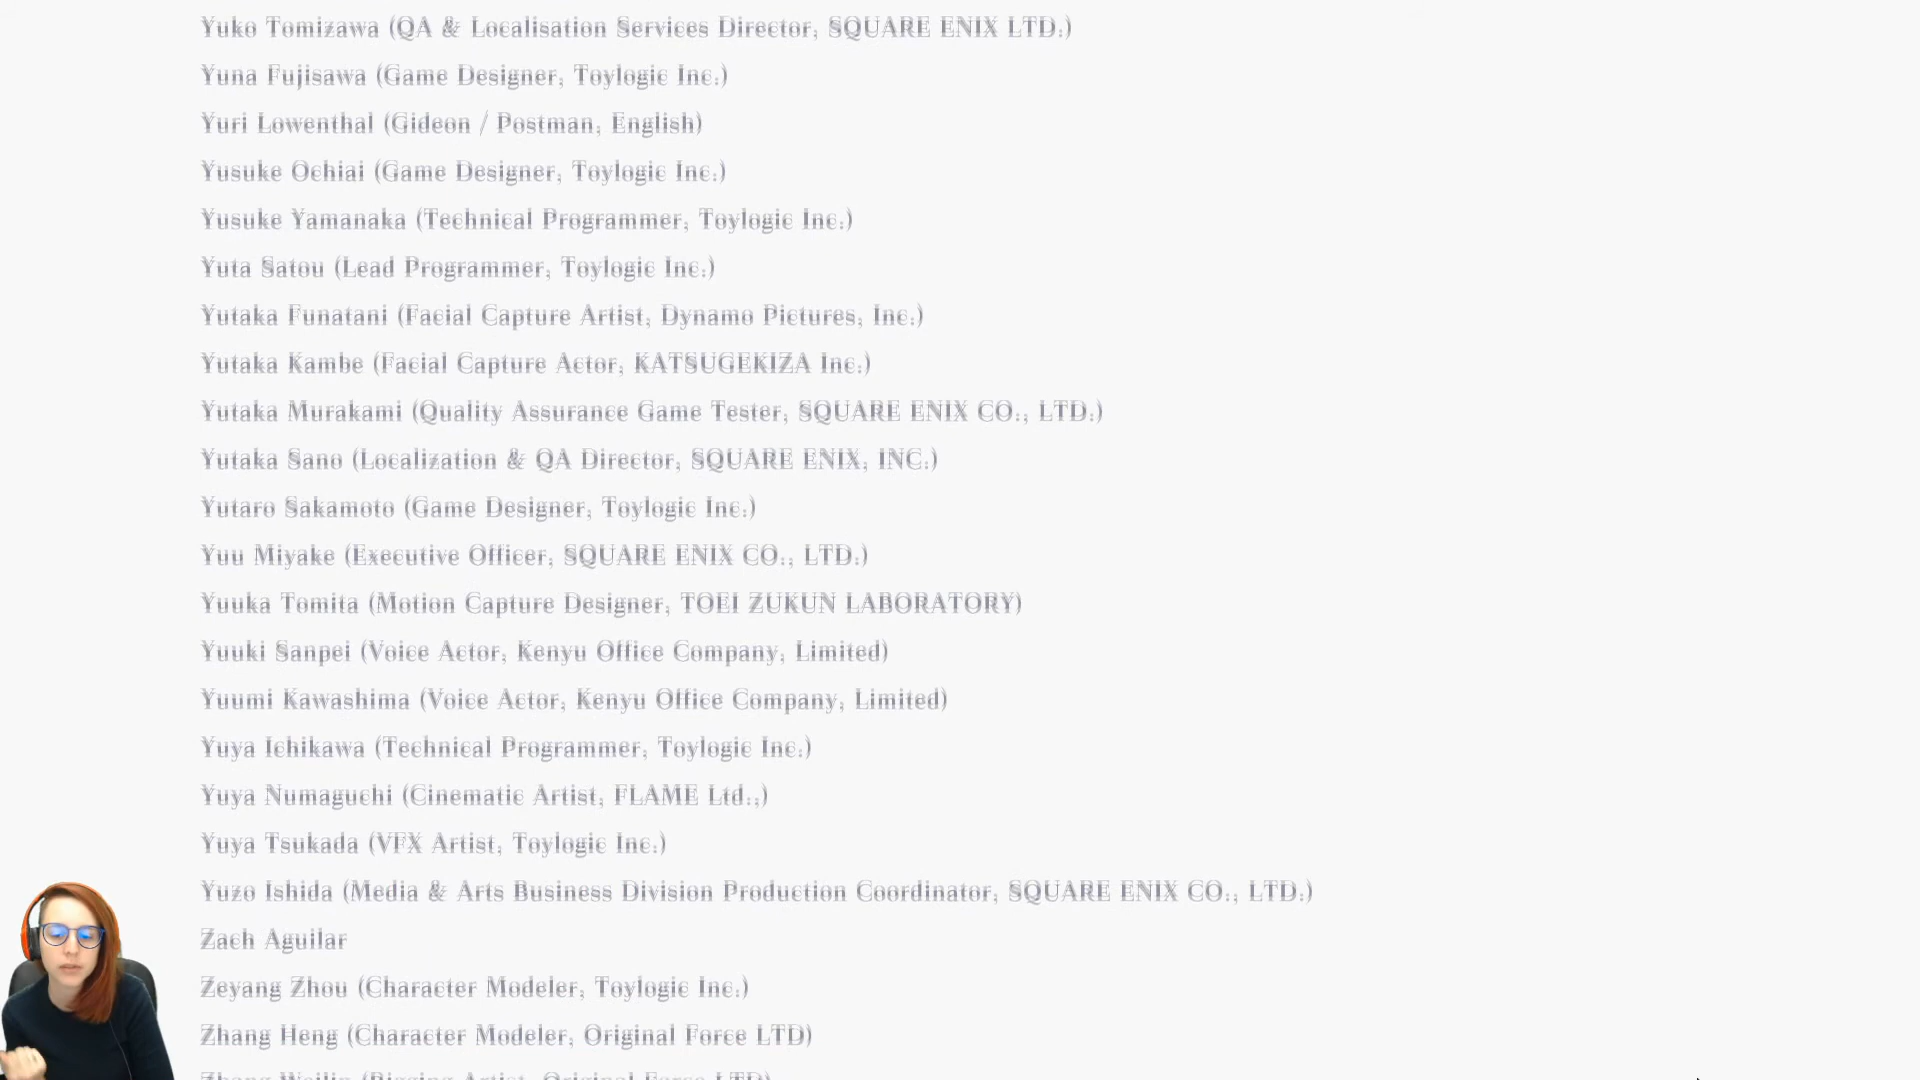 Yuko Tomizawa (QA & Localisation Services Director, SQUARE ENIX LTD.)
Yuna Fujisawa (Game Designer, Toylogic Inc.)
Yuri Lowenthal (Gideon / Postman, English)
Yusuke Ochiai (Game Designer, Toylogic Inc.)
Yusuke Yamanaka (Technical Programmer, Toylogic Inc.)
Yuta Satou (Lead Programmer, Toylogic Inc.)
Yutaka Funatani (Facial Capture Artist, Dynamo Pictures, Inc.)
Yutaka Kambe (Facial Capture Actor, KATSUGEKIZA Inc.)
Yutaka Murakami (Quality Assurance Game Tester, SQUARE ENIX CO., LTD.)
Yutaka Sano (Localization & QA Director, SQUARE ENIX, INC.)
Yutaro Sakamoto (Game Designer, Toylogic Inc.)
Yuu Miyake (Executive Officer, SQUARE ENIX CO., LTD.)
Yuuka Tomita (Motion Capture Designer, TOEI ZUKUN LABORATORY)
Yuuki Sanpei (Voice Actor, Kenyu Office Company, Limited)
Yuumi Kawashima (Voice Actor, Kenyu Office Company, Limited)
Yuya Ichikawa (Technical Programmer, Toylogic Inc.)
Yuya Numaguchi (Cinematic Artist, FLAME Ltd.,)
Yuya Tsukada (VFX Artist, Toylogic Inc.)
Yuzo Ishida (Media & Arts Business Division Production Coordinator, SQUARE ENIX CO., LTD.)
Zach Aguilar
Zeyang Zhou (Character Modeler, Toylogic Inc.)
Zhang Heng (Character Modeler, Original Force LTD)
Zhang Weilin (Rigging Artist, Original Force LTD)